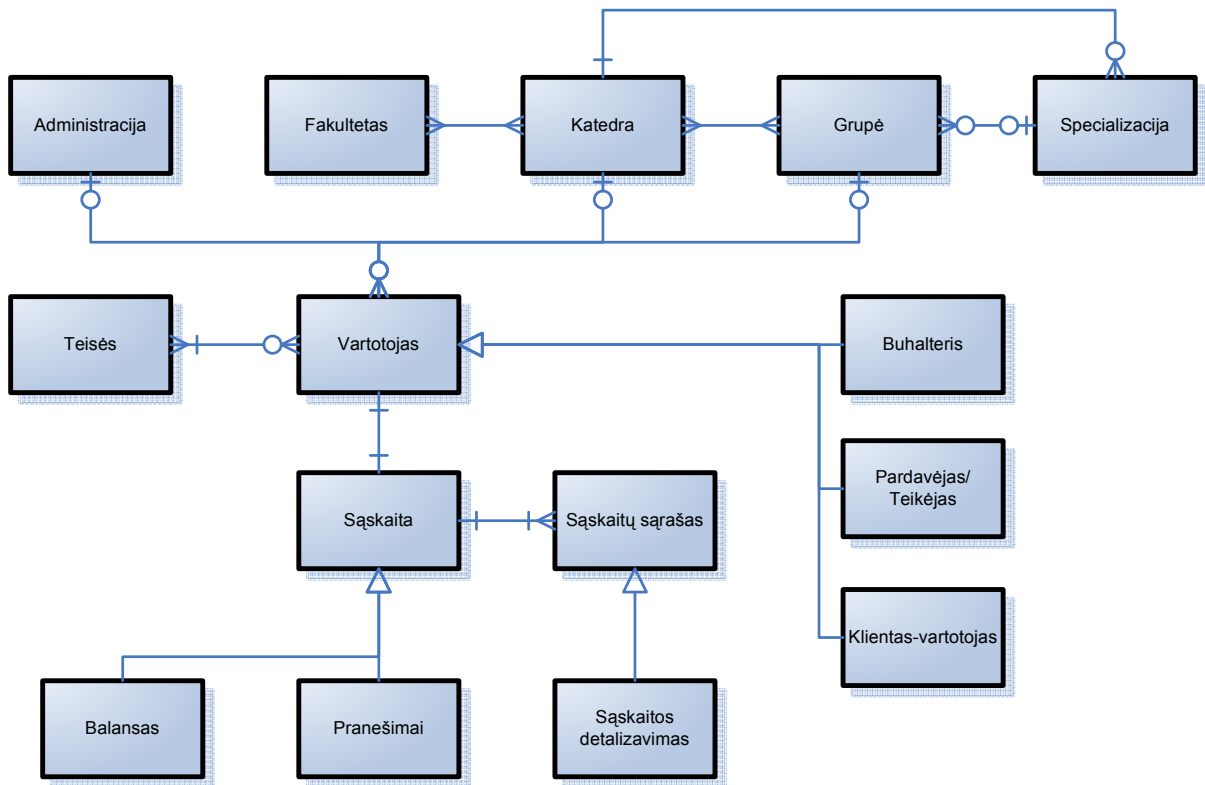 Administracija
Fakultetas
Katedra
Grupė
Specializacija
Teisės
Vartotojas
Buhalteris
Sąskaita
Sąskaitų sąrašas
Pardavėjas/
Teikėjas
Klientas-vartotojas
Balansas
Pranešimai
Sąskaitos
detalizavimas